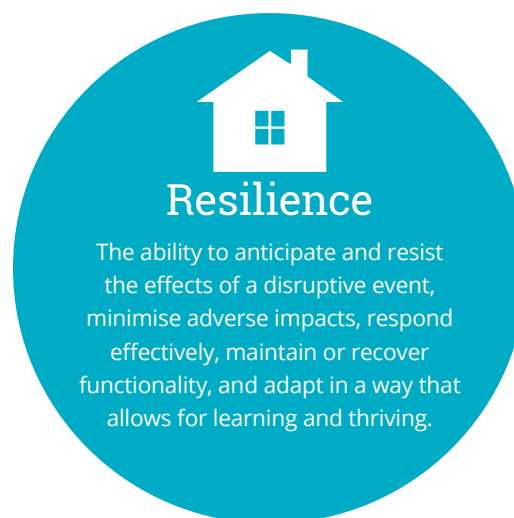 Resilience
The ability to anticipate and resist
the effects of a disruptive event,
minimise adverse impacts, respond
effectively, maintain or recover
functionality, and adapt in a way that
allows for learning and thriving.